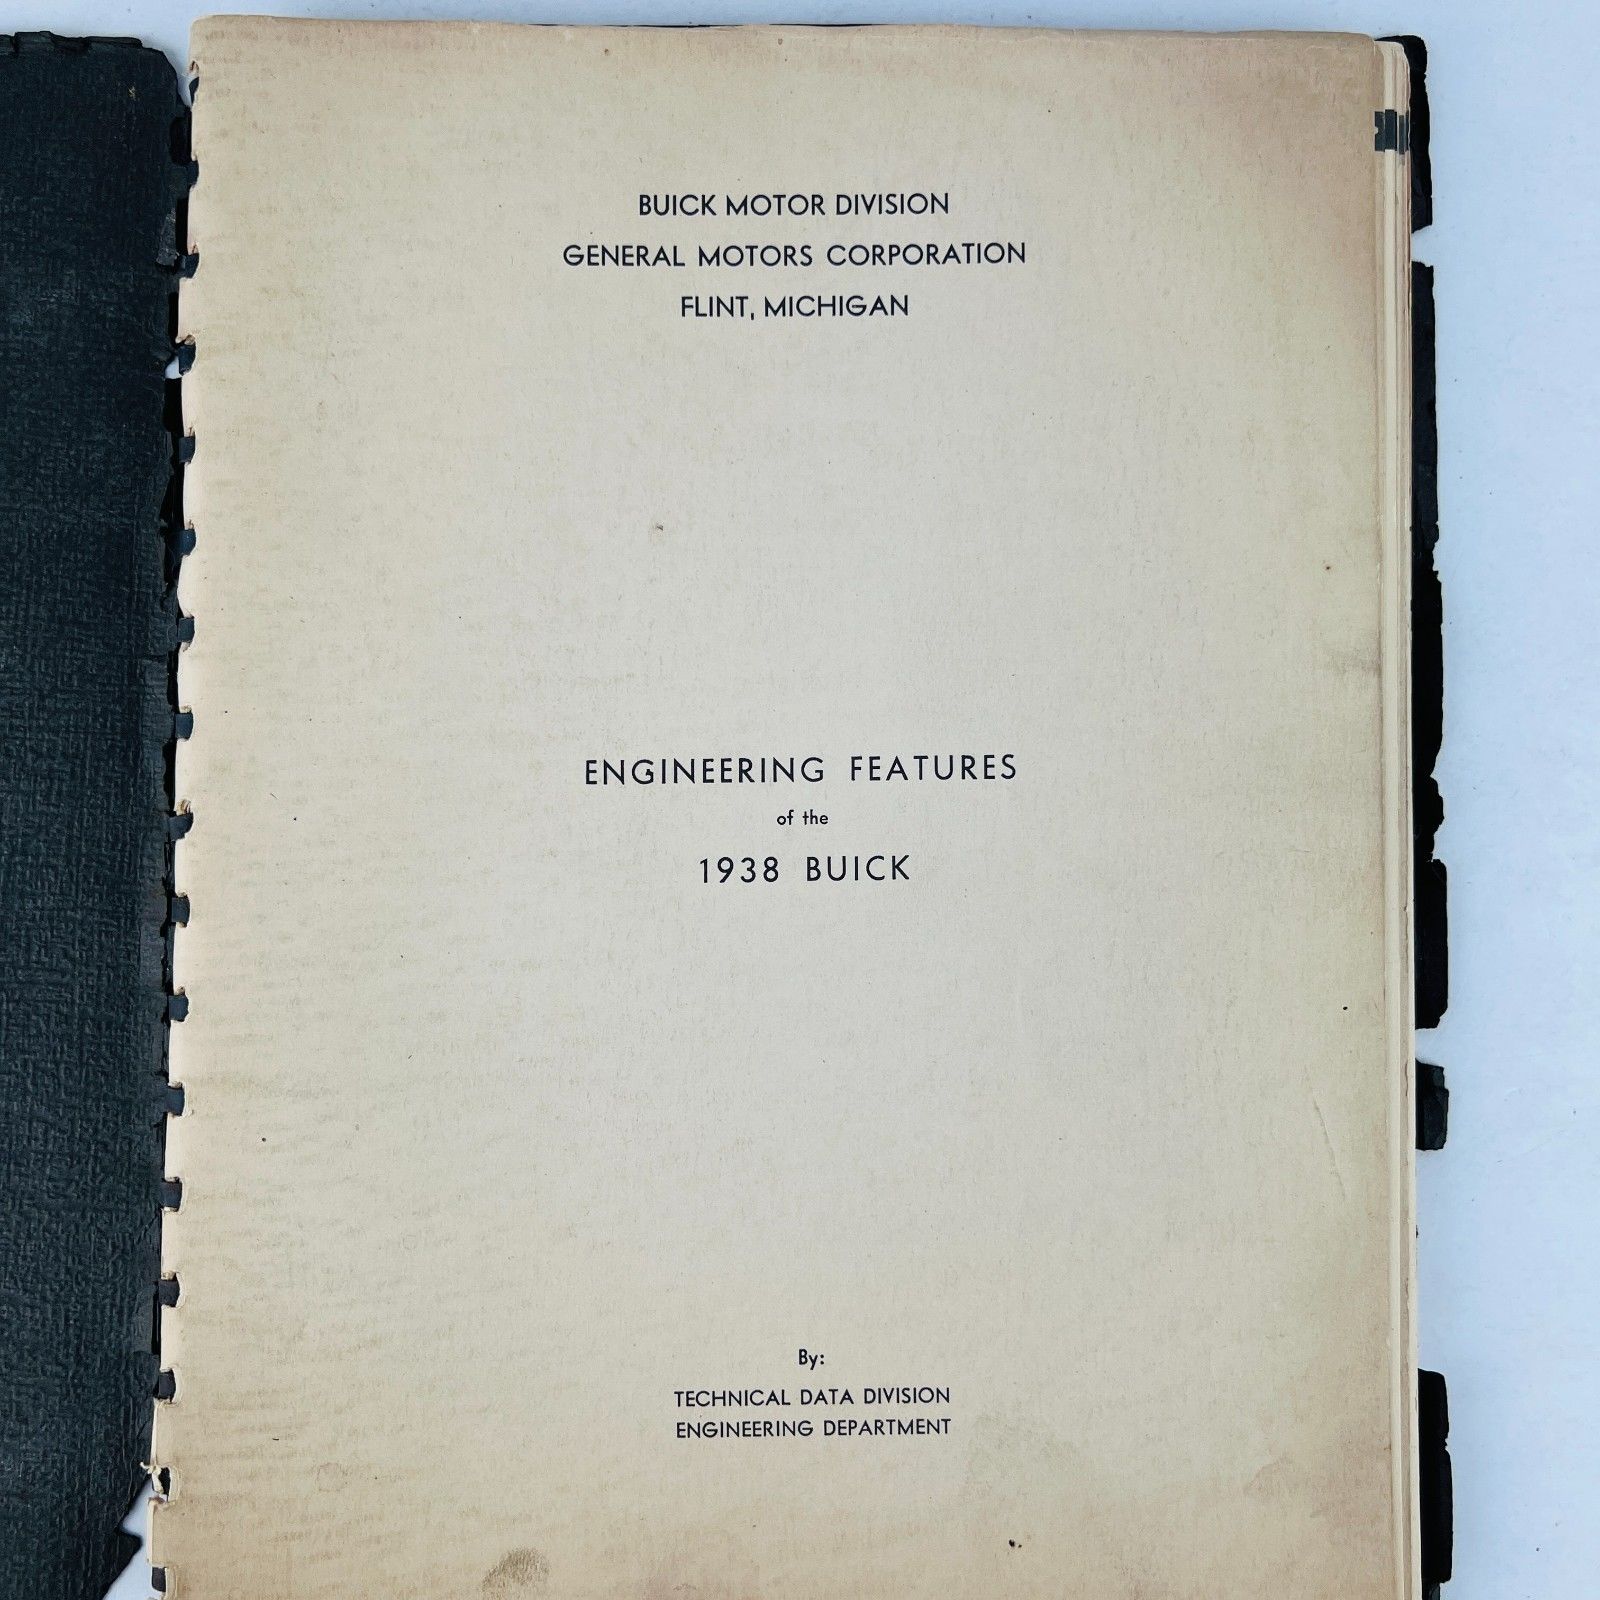 BUICK MOTOR DIVISION
GENERAL MOTORS CORPORATION
FLINT, MICHIGAN
ENGINEERING FEATURES
of the
1938 BUICK
By:
TECHNICAL DATA DIVISION
ENGINEERING DEPARTMENT